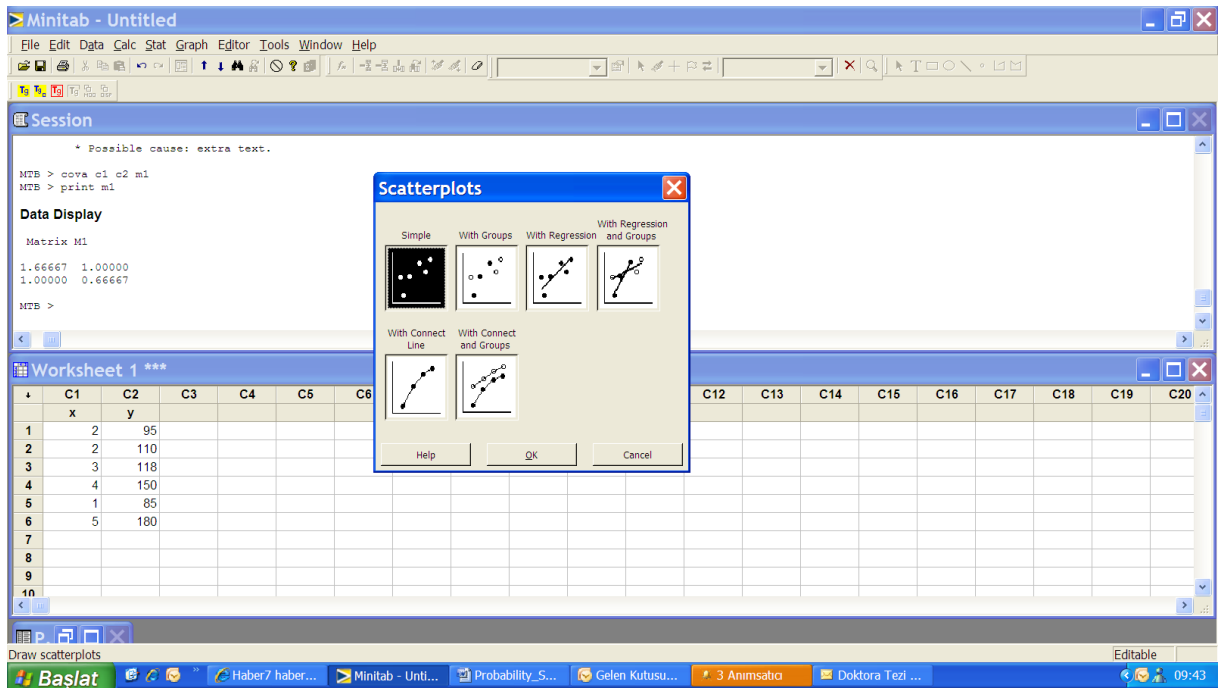 Minitab - Untitled
File Edit Data Calc Stat Graph Editor Tools Window Help
Session
* Possible cause: extra text.
MTB > cova c1 c2 m1
MTB > print m1
Data Display
Matrix M1
1.66667 1.00000
1.00000 0.66667
MTB >
Scatterplots
Simple With Groups With Regression With Regression and Groups
With Connect Line With Connect and Groups
Help OK Cancel
Worksheet 1 ***
C1 C2 C3 C4 C5 C6 C12 C13 C14 C15 C16 C17 C18 C19 C20
x y
1 2 95
2 2 110
3 3 118
4 4 150
5 1 85
6 5 180
7
8
9
10
P.
Draw scatterplots Editable
Başlat Haber7 haber... Minitab - Unti... Probability_S... Gelen Kutusu... 3 Anımsatıcı Doktora Tezi ... 09:43